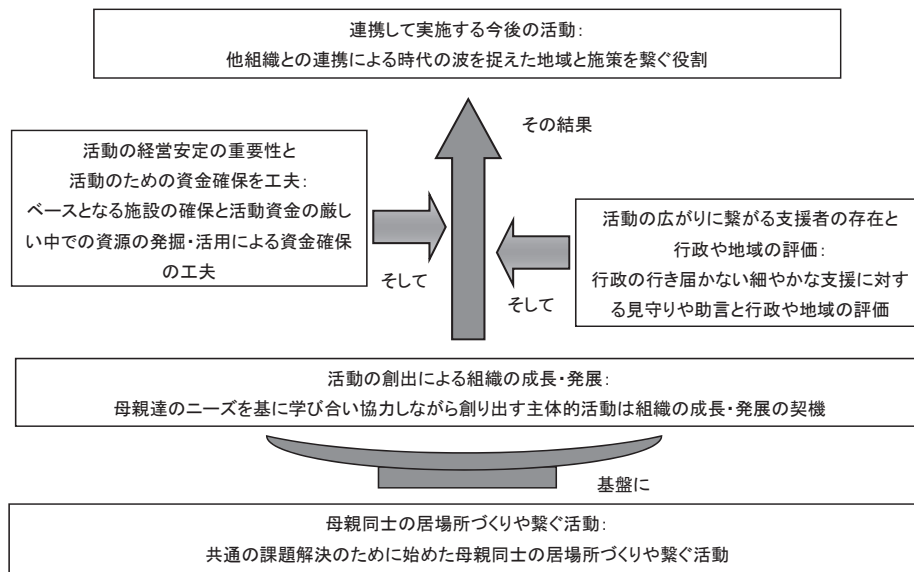 連携して実施する今後の活動：
他組織との連携による時代の波を捉えた地域と施策を繋ぐ役割
その結果
活動の経営安定の重要性と
活動のための資金確保を工夫：
ベースとなる施設の確保と活動資金の厳し
い中での資源の発掘・活用による資金確保
の工夫
そして
活動の広がりに繋がる支援者の存在と
行政や地域の評価：
行政の行き届かない細やかな支援に対す
る見守りや助言と行政や地域の評価
そして
活動の創出による組織の成長・発展：
母親達のニーズを基に学び合い協力しながら創り出す主体的活動は組織の成長・発展の契機
基盤に
母親同士の居場所づくりや繋ぐ活動：
共通の課題解決のために始めた母親同士の居場所づくりや繋ぐ活動